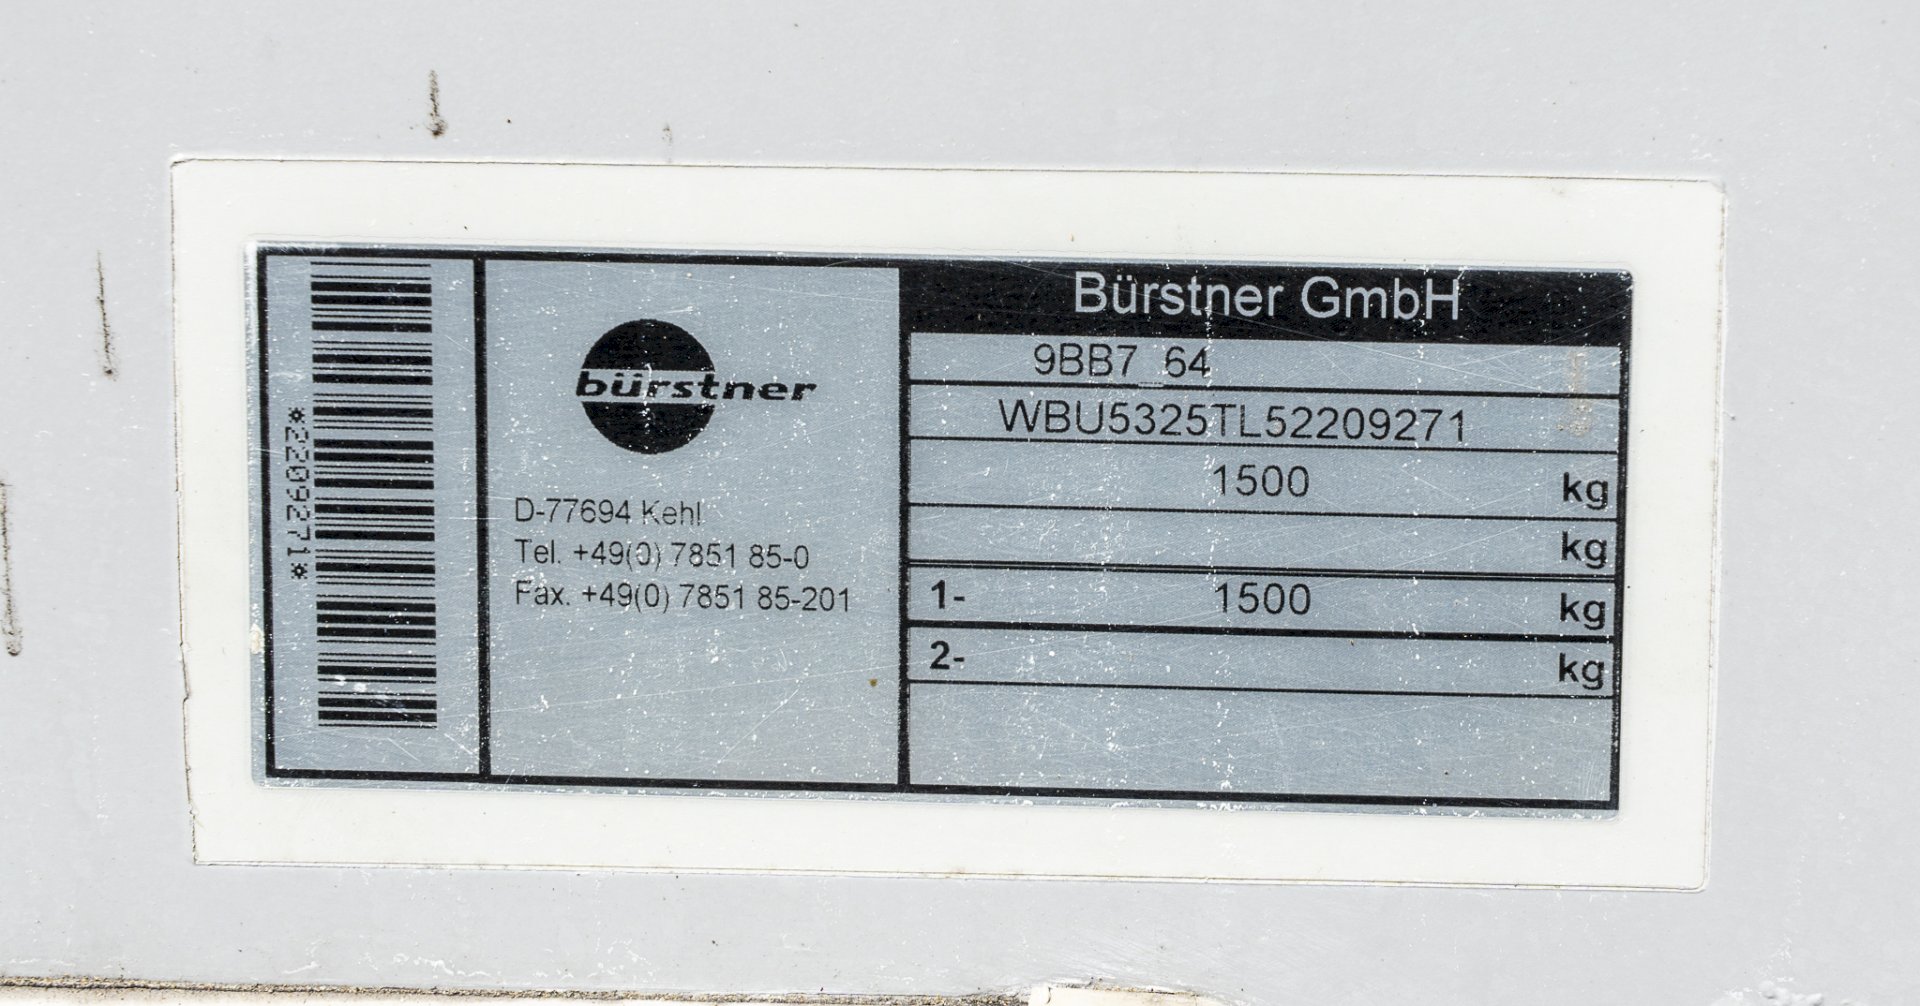 *2209271*
bürstner
D-77694 Kehl
Tel. +49(0) 7851 85-0
Fax. +49(0) 7851 85-201
Bürstner GmbH
9BB7_64
WBU5325TL52209271
1500 kg
kg
1- 1500 kg
2- kg